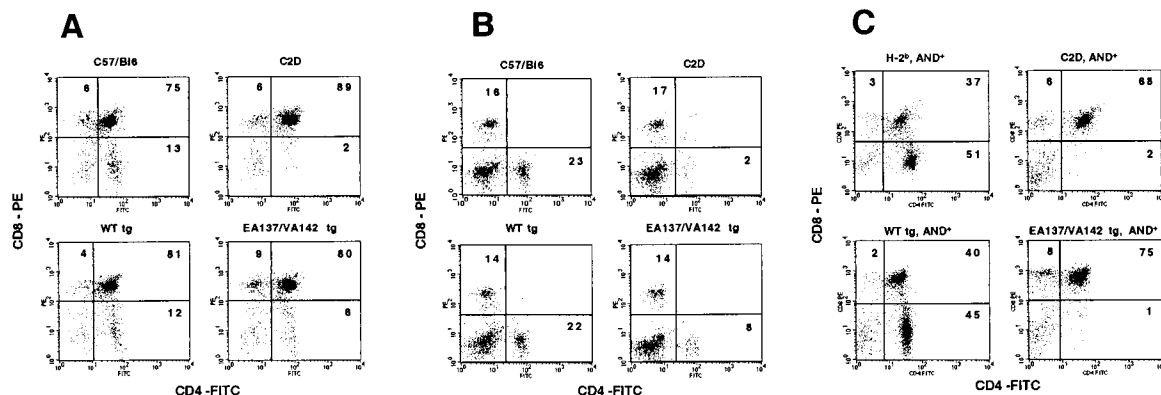 A
B
C
C57/Bl6
C2D
6
75
13
6
89
2
WT tg
EA137/VA142 tg
4
81
12
9
80
6
CD8 - PE
CD4 -FITC
C57/Bl6
C2D
16
23
17
2
WT tg
EA137/VA142 tg
14
22
14
8
CD8 - PE
CD4 -FITC
H-2ᵇ, AND⁺
C2D, AND⁺
3
37
51
6
68
2
WT tg, AND⁺
EA137/VA142 tg, AND⁺
2
40
45
8
75
1
CD8 - PE
CD4 -FITC